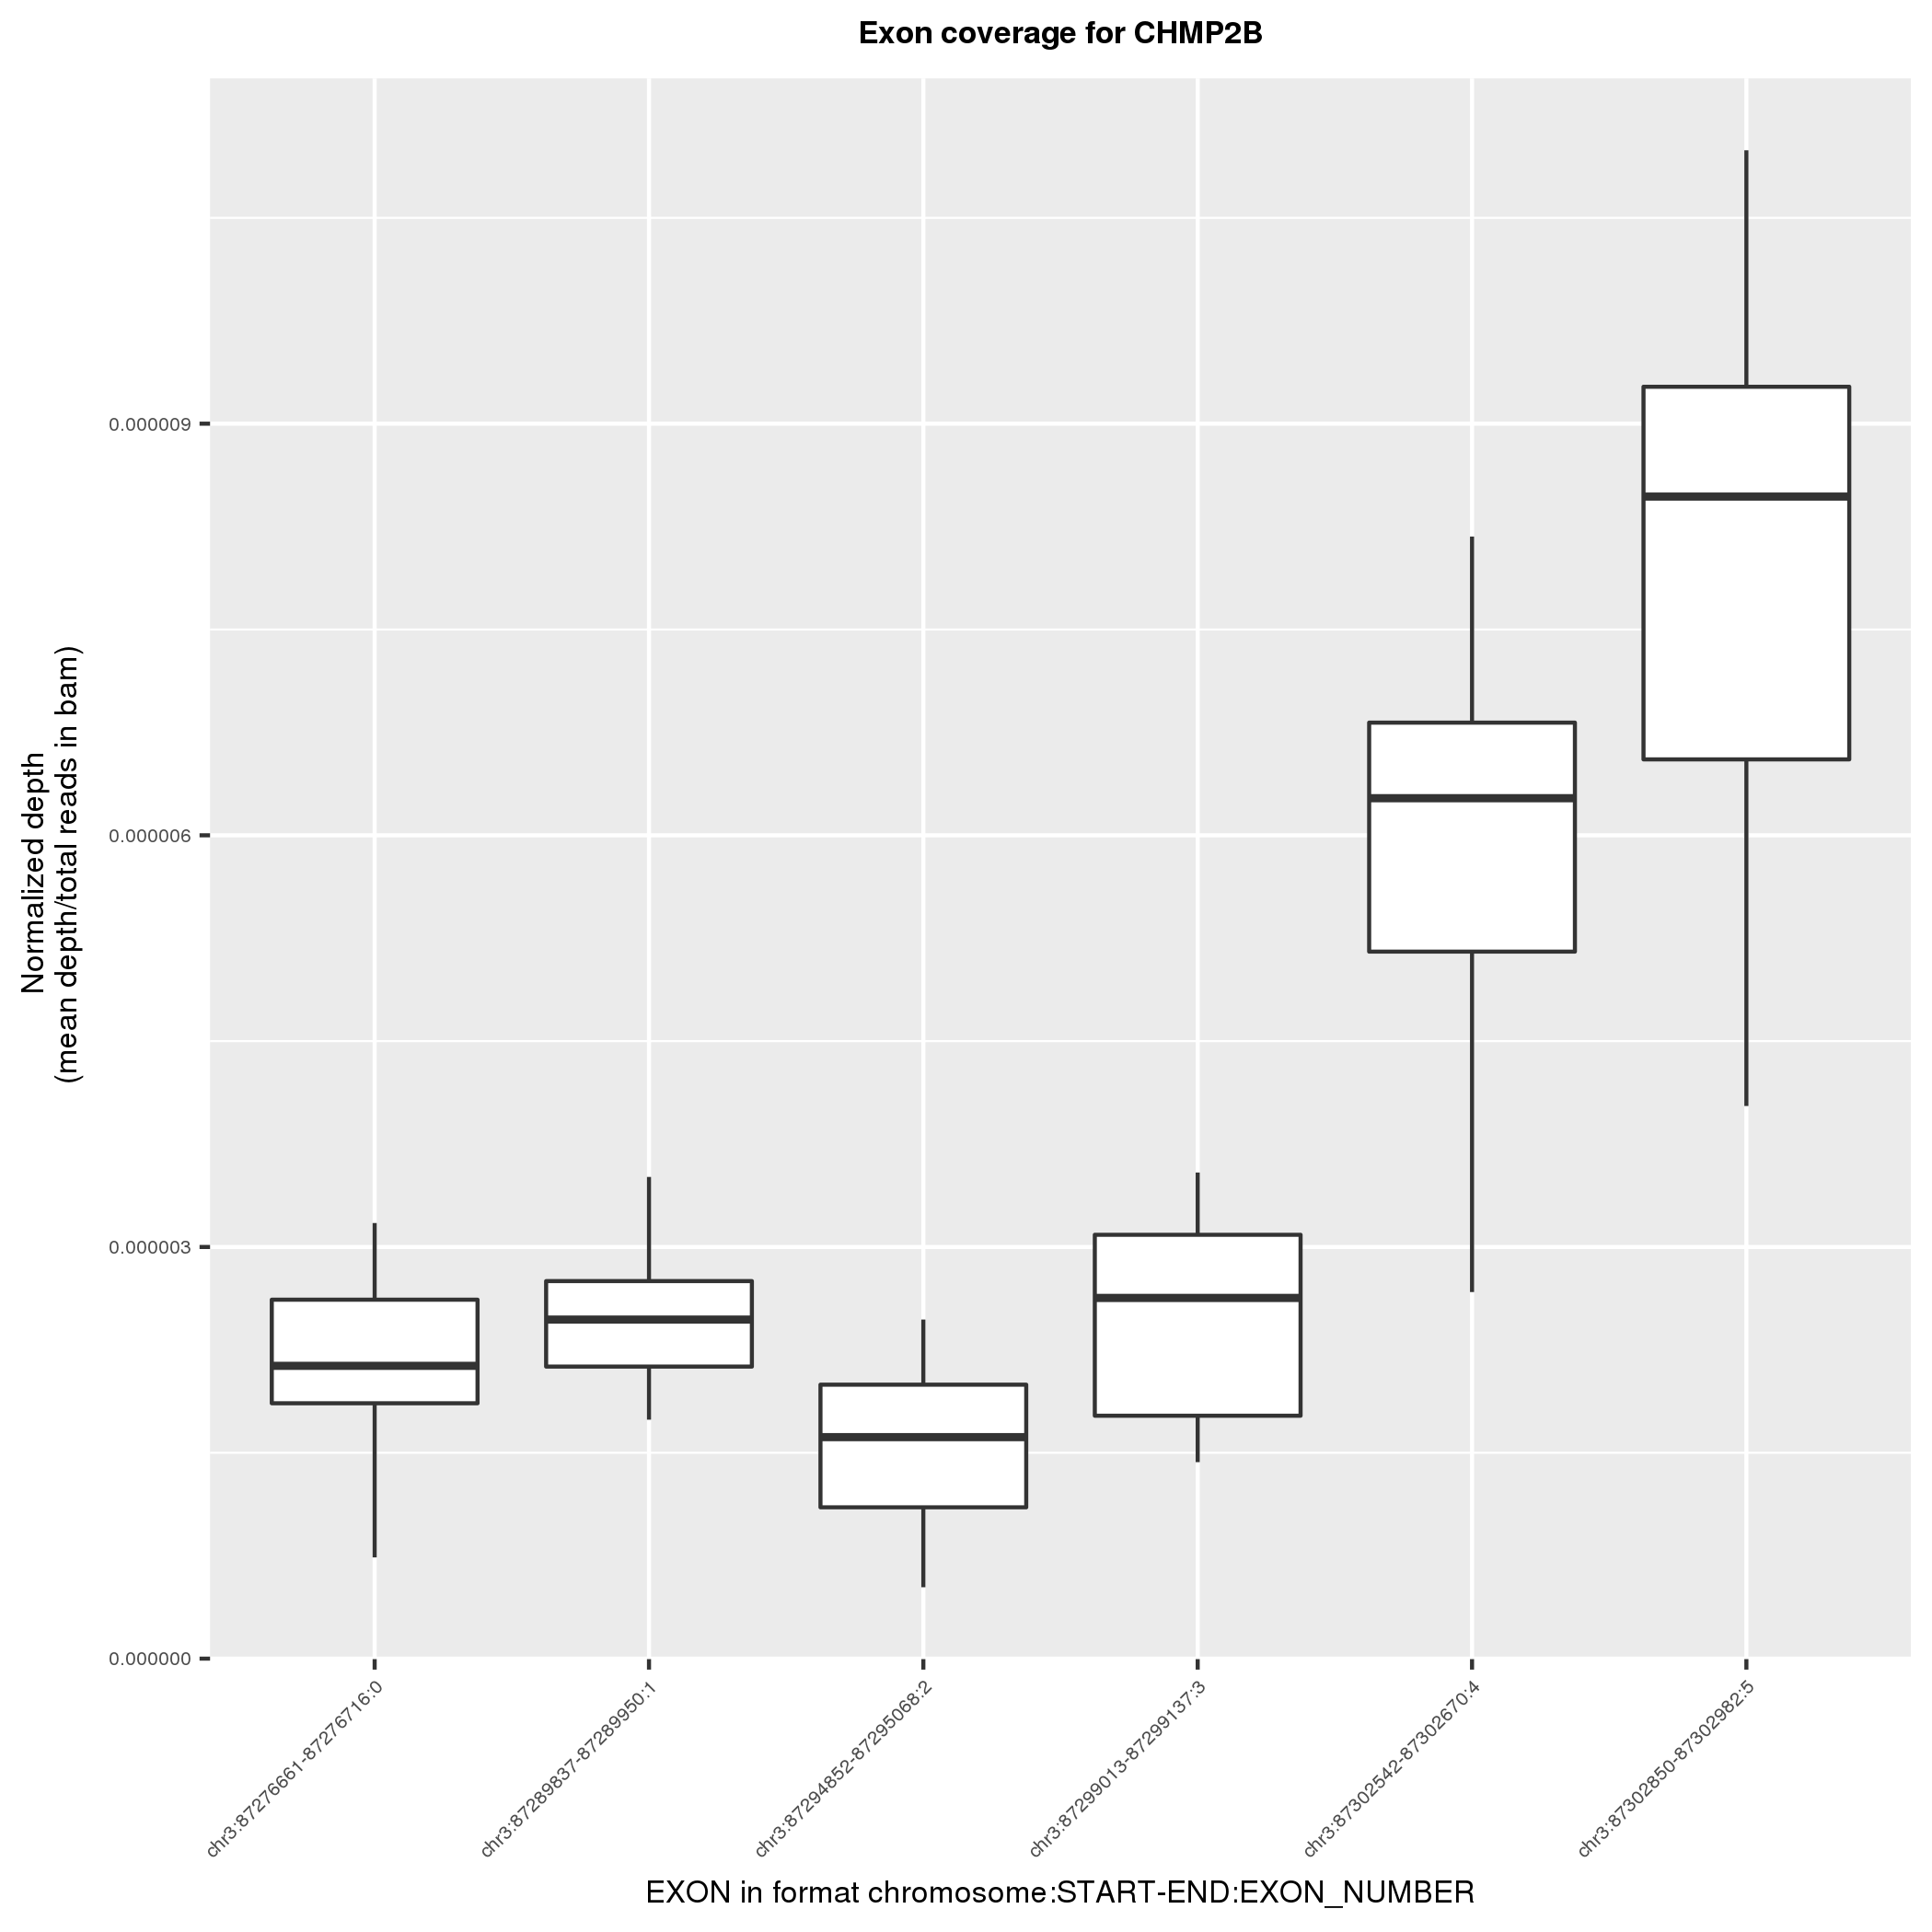 Exon coverage for CHMP2B
Normalized depth
(mean depth/total reads in bam)
0.000009
0.000006
0.000003
0.000000
chr3:87276661-87276716:0
chr3:87289837-87289950:1
chr3:87294852-87295068:2
chr3:87299013-87299137:3
chr3:87302542-87302670:4
chr3:87302850-87302982:5
EXON in format chromosome:START-END:EXON_NUMBER